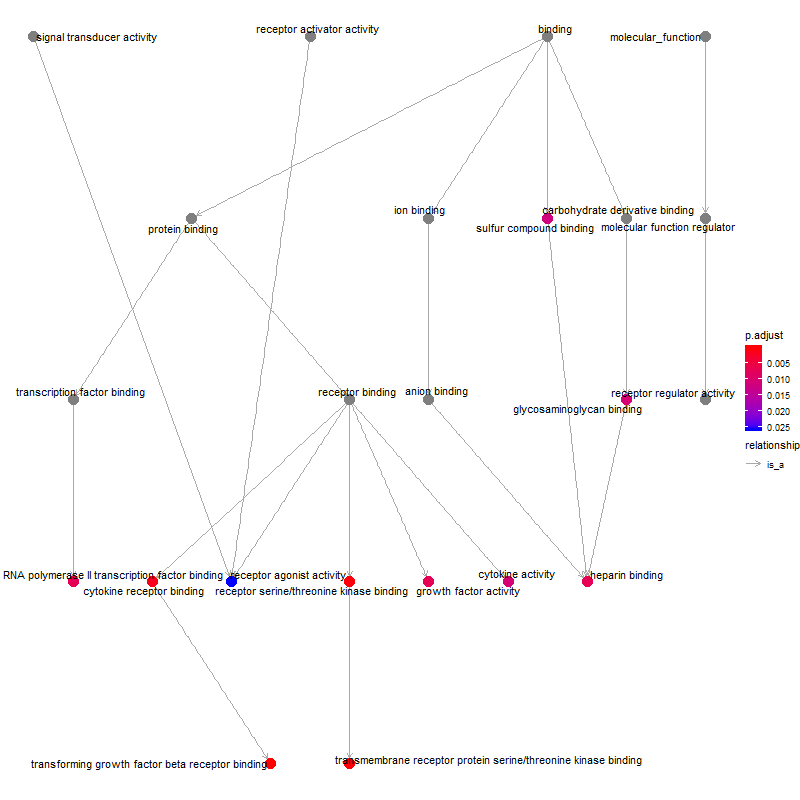 signal transducer activity
receptor activator activity
binding
molecular_function
protein binding
ion binding
sulfur compound binding
carbohydrate derivative binding
molecular function regulator
transcription factor binding
receptor binding
anion binding
glycosaminoglycan binding
receptor regulator activity
RNA polymerase II transcription factor binding
cytokine receptor binding
receptor agonist activity
receptor serine/threonine kinase binding
growth factor activity
cytokine activity
heparin binding
transforming growth factor beta receptor binding
transmembrane receptor protein serine/threonine kinase binding
p.adjust
0.005
0.010
0.015
0.020
0.025
relationship
is_a